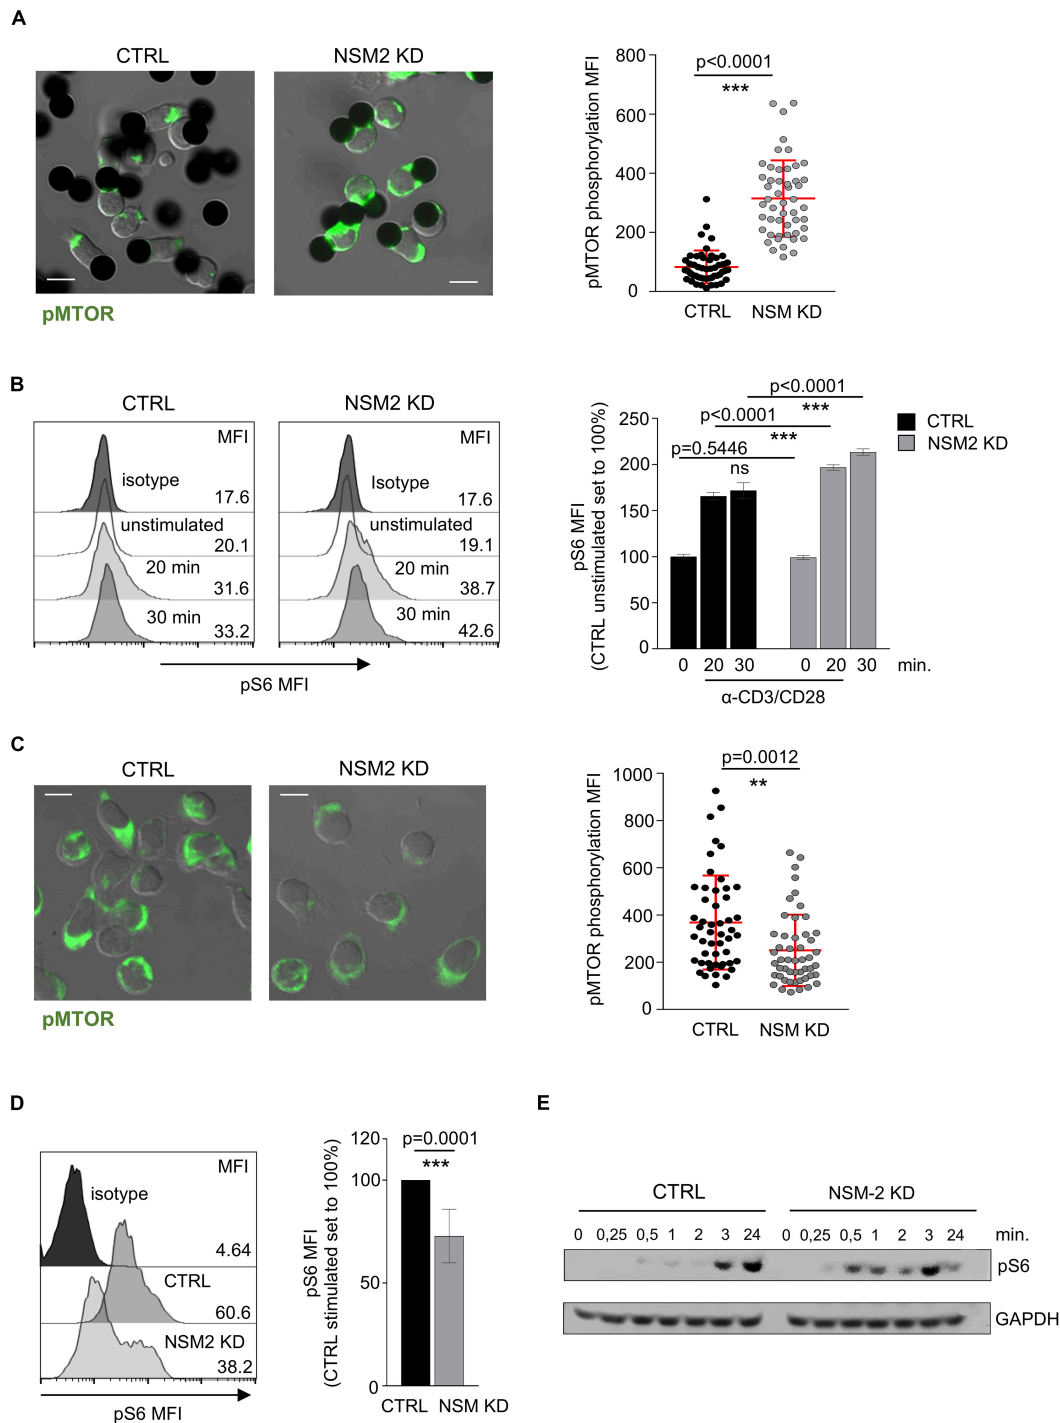 A
CTRL
NSM2 KD
pMTOR
pMTOR phosphorylation MFI
800
600
400
200
0
p<0.0001
***
CTRL
NSM KD
B
CTRL
NSM2 KD
MFI
isotype
17.6
unstimulated
20.1
20 min
31.6
30 min
33.2
MFI
Isotype
17.6
unstimulated
19.1
20 min
38.7
30 min
42.6
pS6 MFI
pS6 MFI
(CTRL unstimulated set to 100%)
250
200
150
100
50
0
p<0.0001
***
p<0.0001
***
p=0.5446
ns
CTRL
NSM2 KD
0 20 30 0 20 30 min.
α-CD3/CD28
C
CTRL
NSM2 KD
pMTOR
pMTOR phosphorylation MFI
1000
800
600
400
200
0
p=0.0012
**
CTRL
NSM KD
D
MFI
isotype
4.64
CTRL
60.6
NSM2 KD
38.2
pS6 MFI
pS6 MFI
(CTRL stimulated set to 100%)
120
100
50
0
p=0.0001
***
CTRL
NSM KD
E
CTRL
NSM-2 KD
0 0,25 0,5 1 2 3 24 0 0,25 0,5 1 2 3 24 min.
pS6
GAPDH